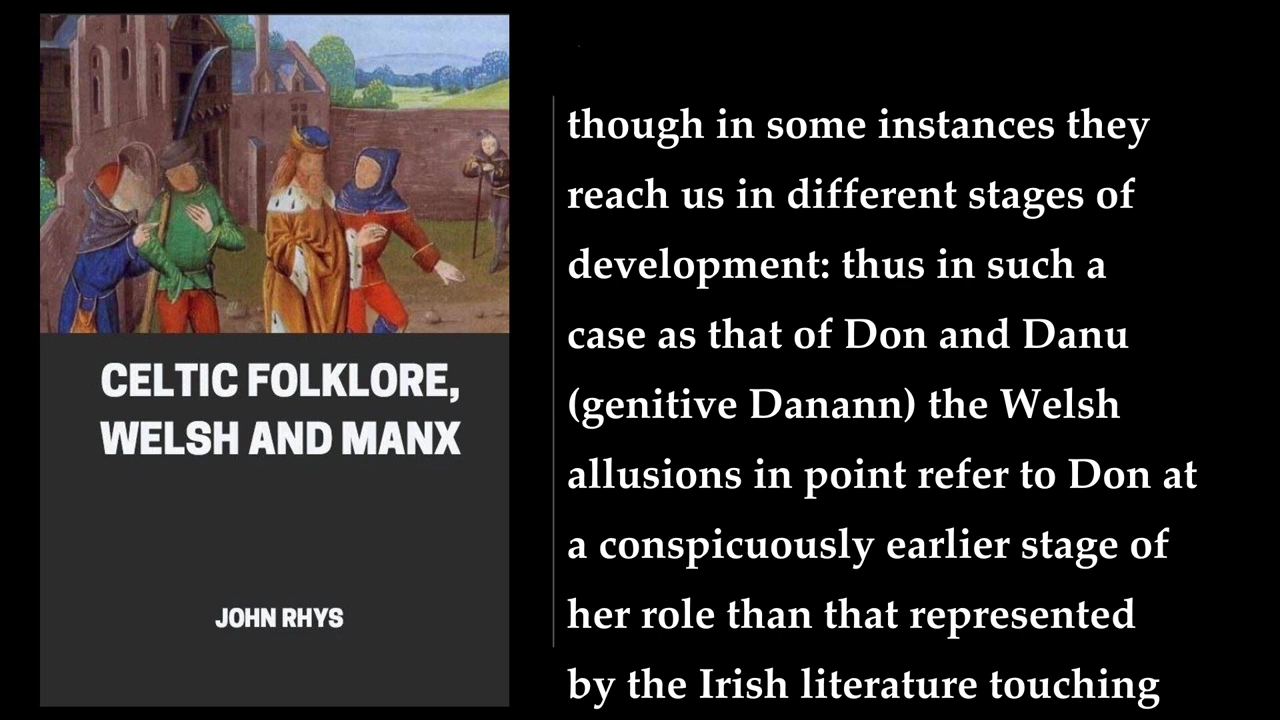 CELTIC FOLKLORE,
WELSH AND MANX
JOHN RHYS
though in some instances they
reach us in different stages of
development: thus in such a
case as that of Don and Danu
(genitive Danann) the Welsh
allusions in point refer to Don at
a conspicuously earlier stage of
her role than that represented
by the Irish literature touching